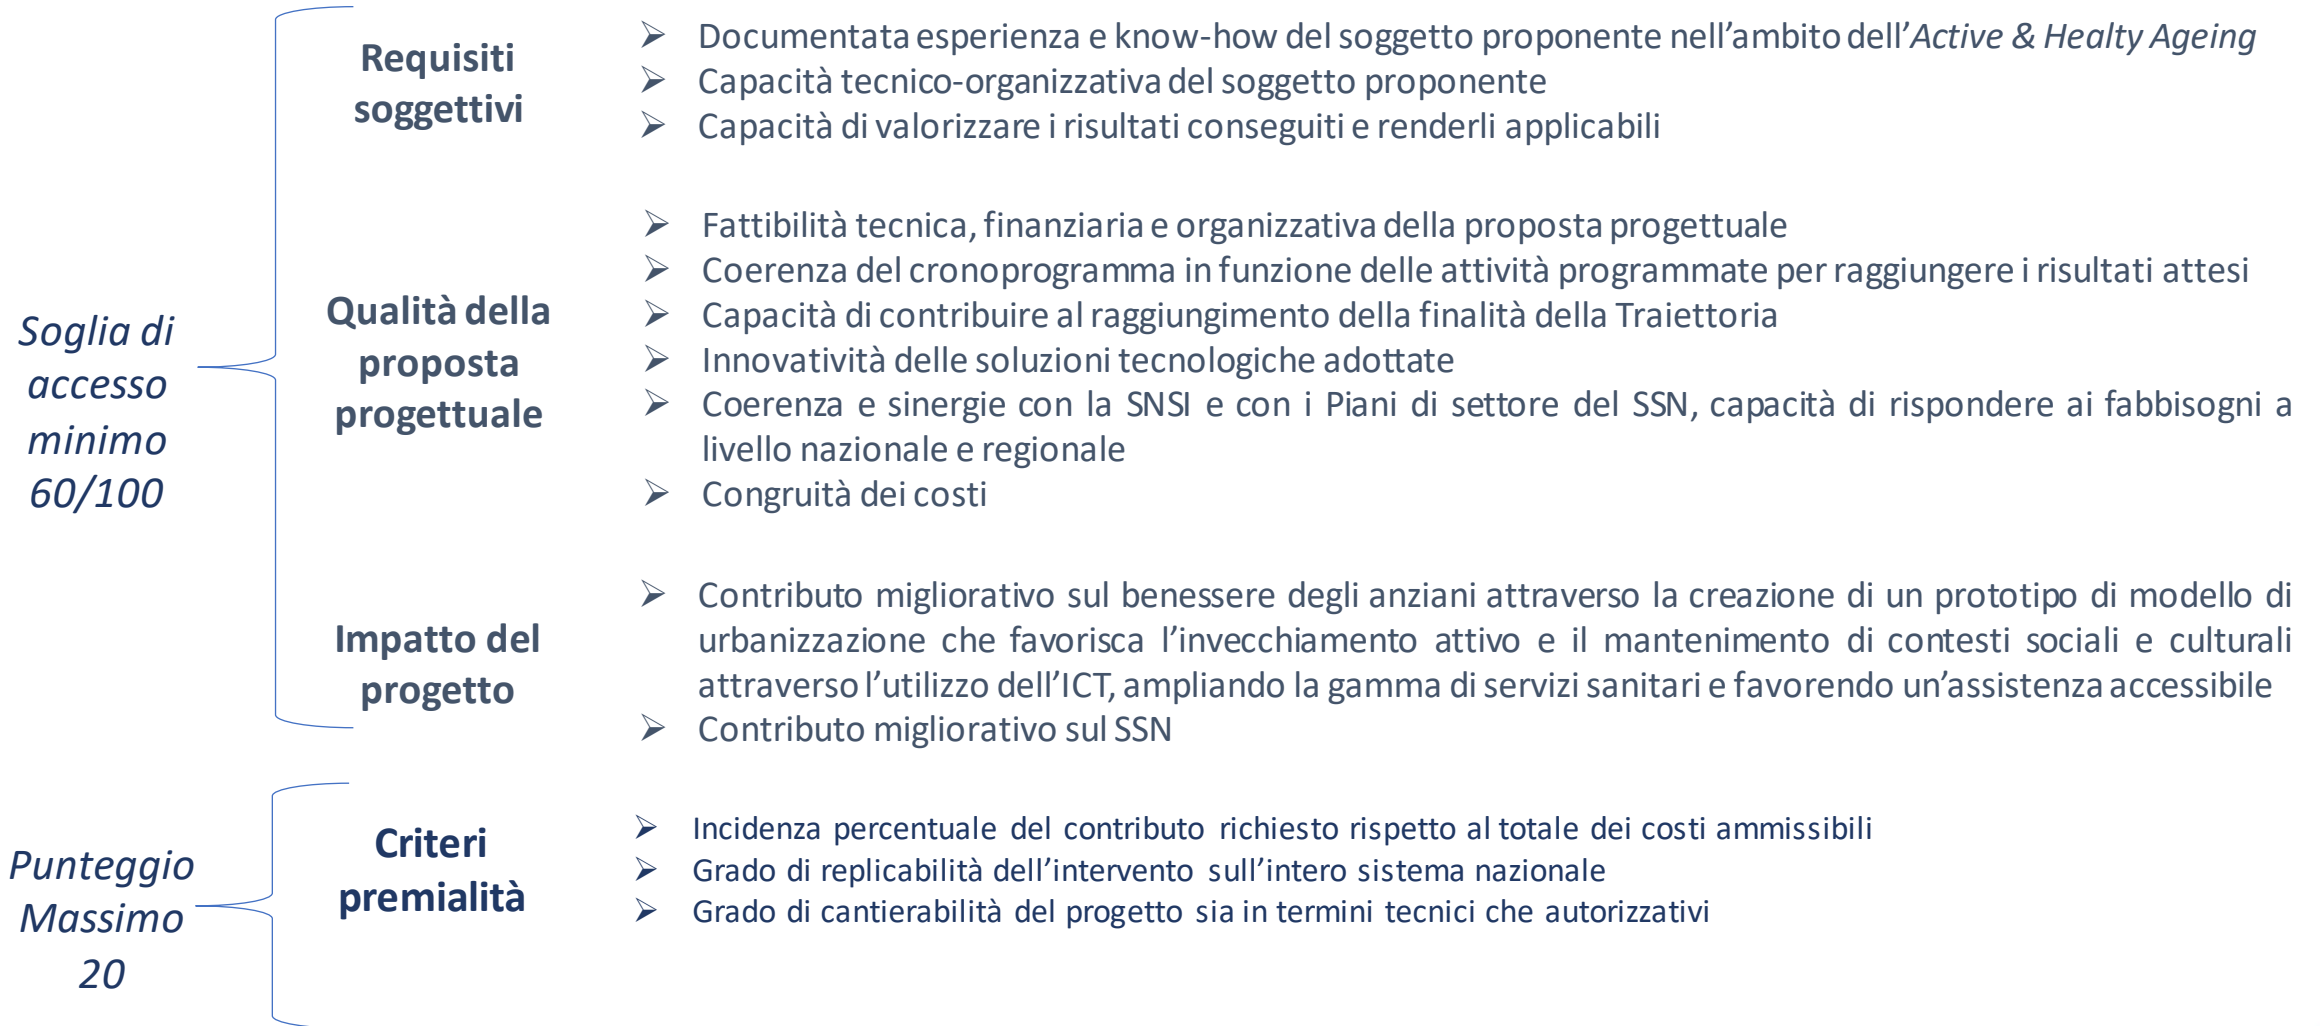 Soglia di
accesso
minimo
60/100
Requisiti
soggettivi
➢ Documentata esperienza e know-how del soggetto proponente nell’ambito dell’Active & Healty Ageing
➢ Capacità tecnico-organizzativa del soggetto proponente
➢ Capacità di valorizzare i risultati conseguiti e renderli applicabili
Qualità della
proposta
progettuale
➢ Fattibilità tecnica, finanziaria e organizzativa della proposta progettuale
➢ Coerenza del cronoprogramma in funzione delle attività programmate per raggiungere i risultati attesi
➢ Capacità di contribuire al raggiungimento della finalità della Traiettoria
➢ Innovatività delle soluzioni tecnologiche adottate
➢ Coerenza e sinergie con la SNSI e con i Piani di settore del SSN, capacità di rispondere ai fabbisogni a
livello nazionale e regionale
➢ Congruità dei costi
Impatto del
progetto
➢ Contributo migliorativo sul benessere degli anziani attraverso la creazione di un prototipo di modello di
urbanizzazione che favorisca l’invecchiamento attivo e il mantenimento di contesti sociali e culturali
attraverso l’utilizzo dell’ICT, ampliando la gamma di servizi sanitari e favorendo un’assistenza accessibile
➢ Contributo migliorativo sul SSN
Punteggio
Massimo
20
Criteri
premialità
➢ Incidenza percentuale del contributo richiesto rispetto al totale dei costi ammissibili
➢ Grado di replicabilità dell’intervento sull’intero sistema nazionale
➢ Grado di cantierabilità del progetto sia in termini tecnici che autorizzativi